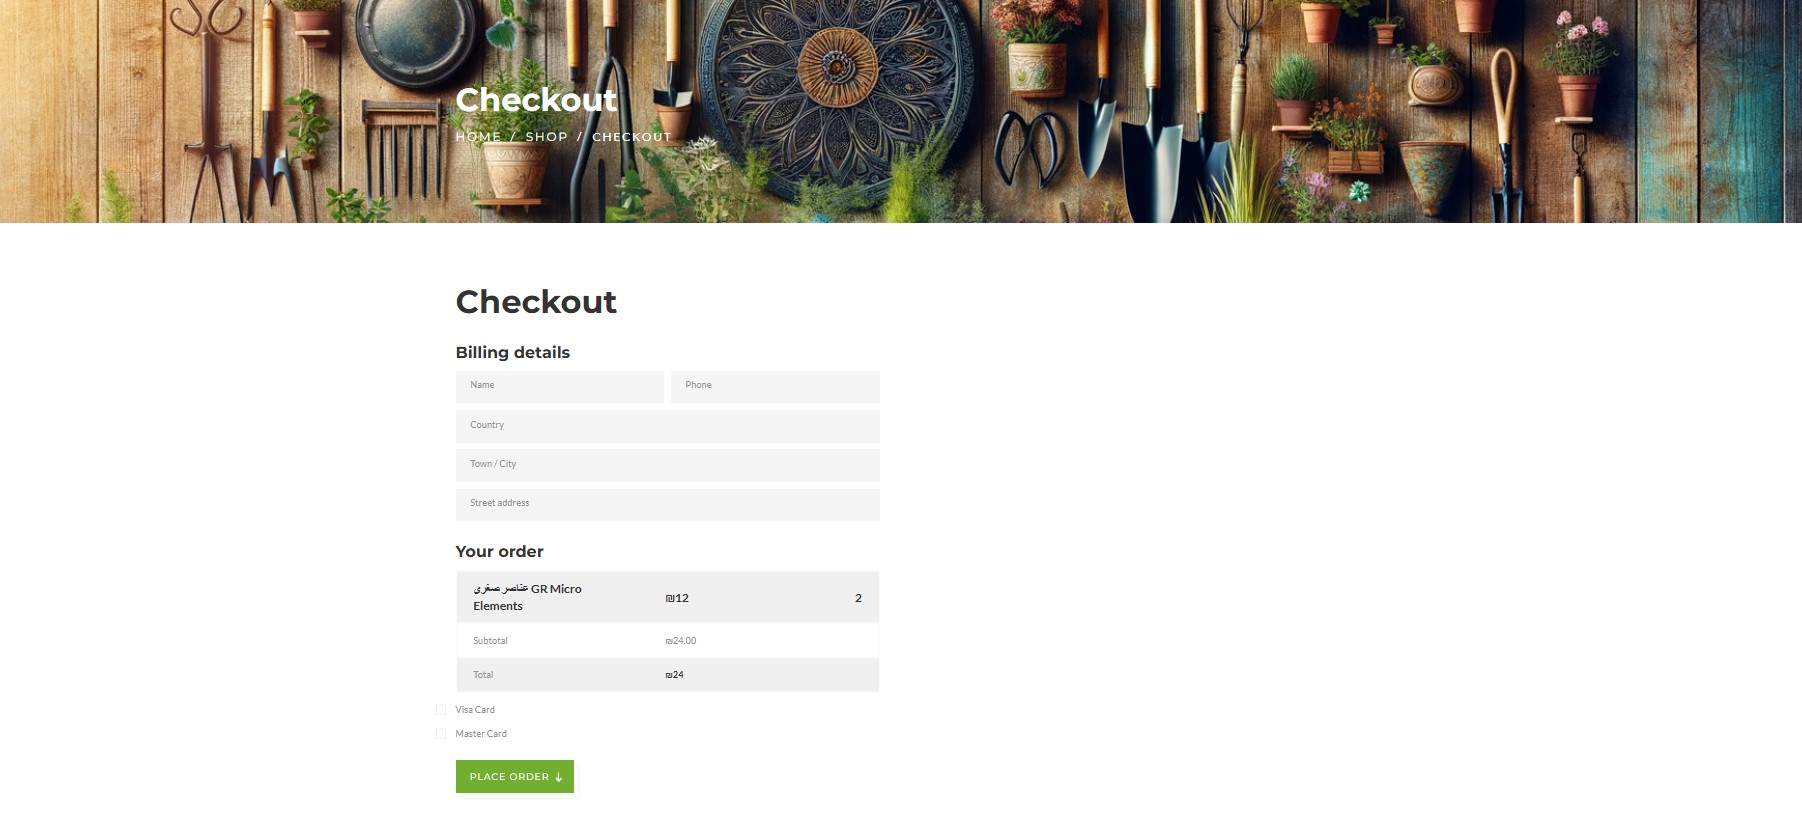 Checkout
HOME / SHOP / CHECKOUT
Checkout
Billing details
Name
Phone
Country
Town / City
Street address
Your order
عناصر صغرى GR Micro
Elements
₪12
2
Subtotal
₪24.00
Total
₪24
Visa Card
Master Card
PLACE ORDER ↓